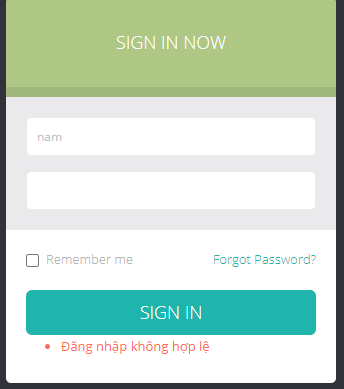 SIGN IN NOW
nam
Remember me Forgot Password?
SIGN IN
Đăng nhập không hợp lệ